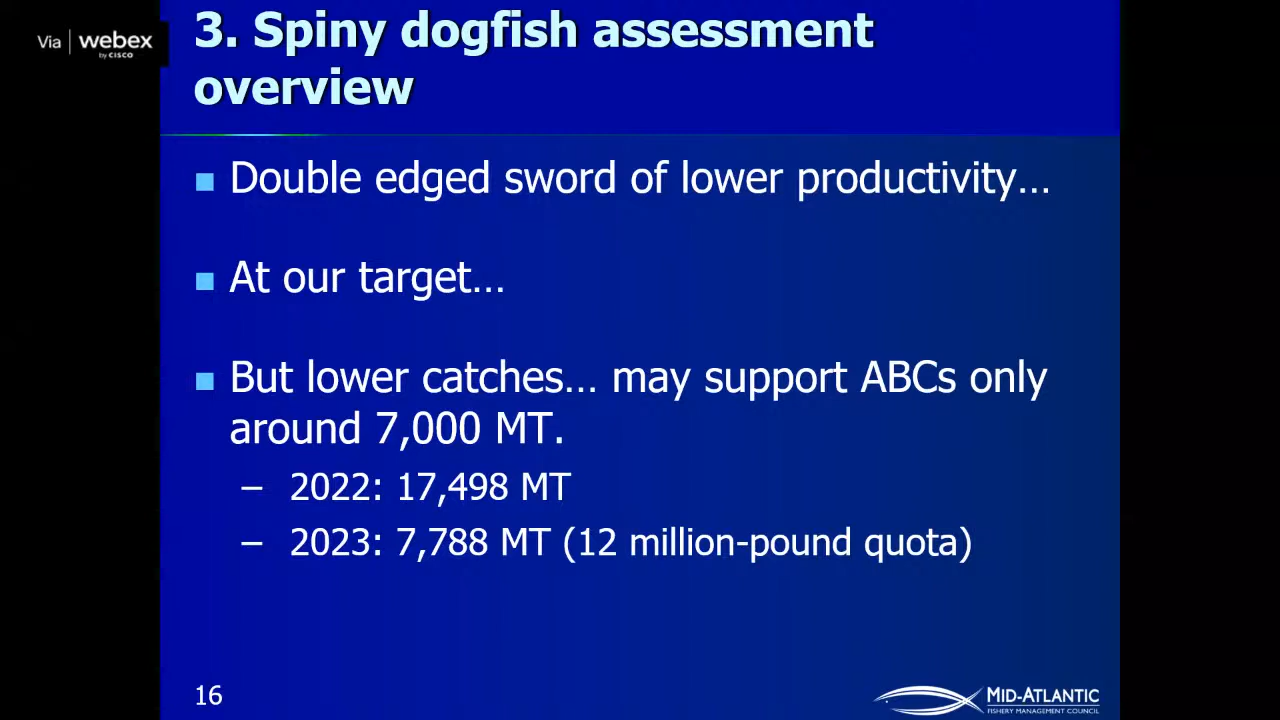 Via | webex
by CISCO
3. Spiny dogfish assessment
overview
Double edged sword of lower productivity…
At our target…
But lower catches… may support ABCs only
around 7,000 MT.
– 2022: 17,498 MT
– 2023: 7,788 MT (12 million-pound quota)
16
MID-ATLANTIC
FISHERY MANAGEMENT COUNCIL